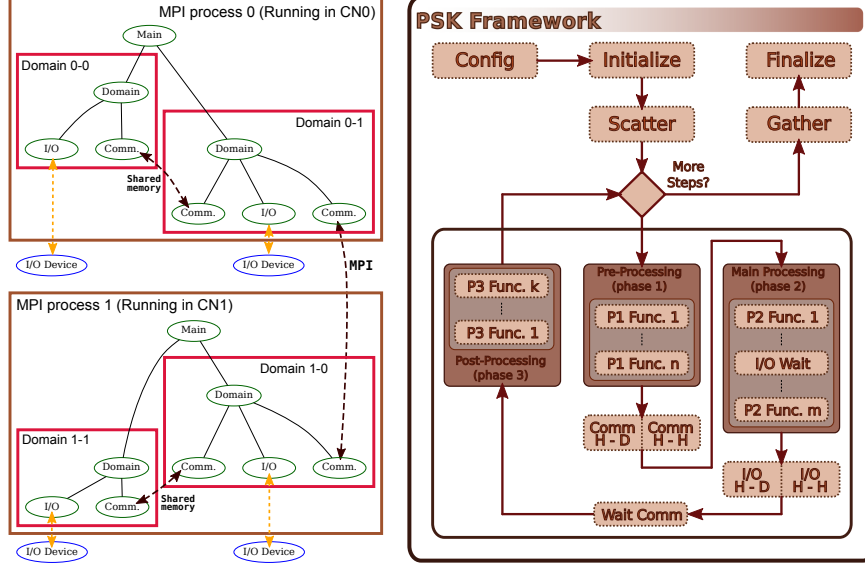 MPI process 0 (Running in CN0)
Main
Domain 0-0
Domain
I/O
Comm.
Domain 0-1
Domain
Shared
memory
Comm.
I/O
Comm.
I/O Device
I/O Device
MPI
MPI process 1 (Running in CN1)
Main
Domain 1-0
Domain
Domain 1-1
Domain
Comm.
I/O
Comm.
I/O
Comm.
Shared
memory
I/O Device
I/O Device
PSK Framework
Config
Initialize
Finalize
Scatter
Gather
More
Steps?
P3 Func. k
P3 Func. 1
Post-Processing
(phase 3)
Pre-Processing
(phase 1)
P1 Func. 1
P1 Func. n
Main Processing
(phase 2)
P2 Func. 1
I/O Wait
P2 Func. m
Comm
H - D
Comm
H - H
I/O
H - D
I/O
H - H
Wait Comm